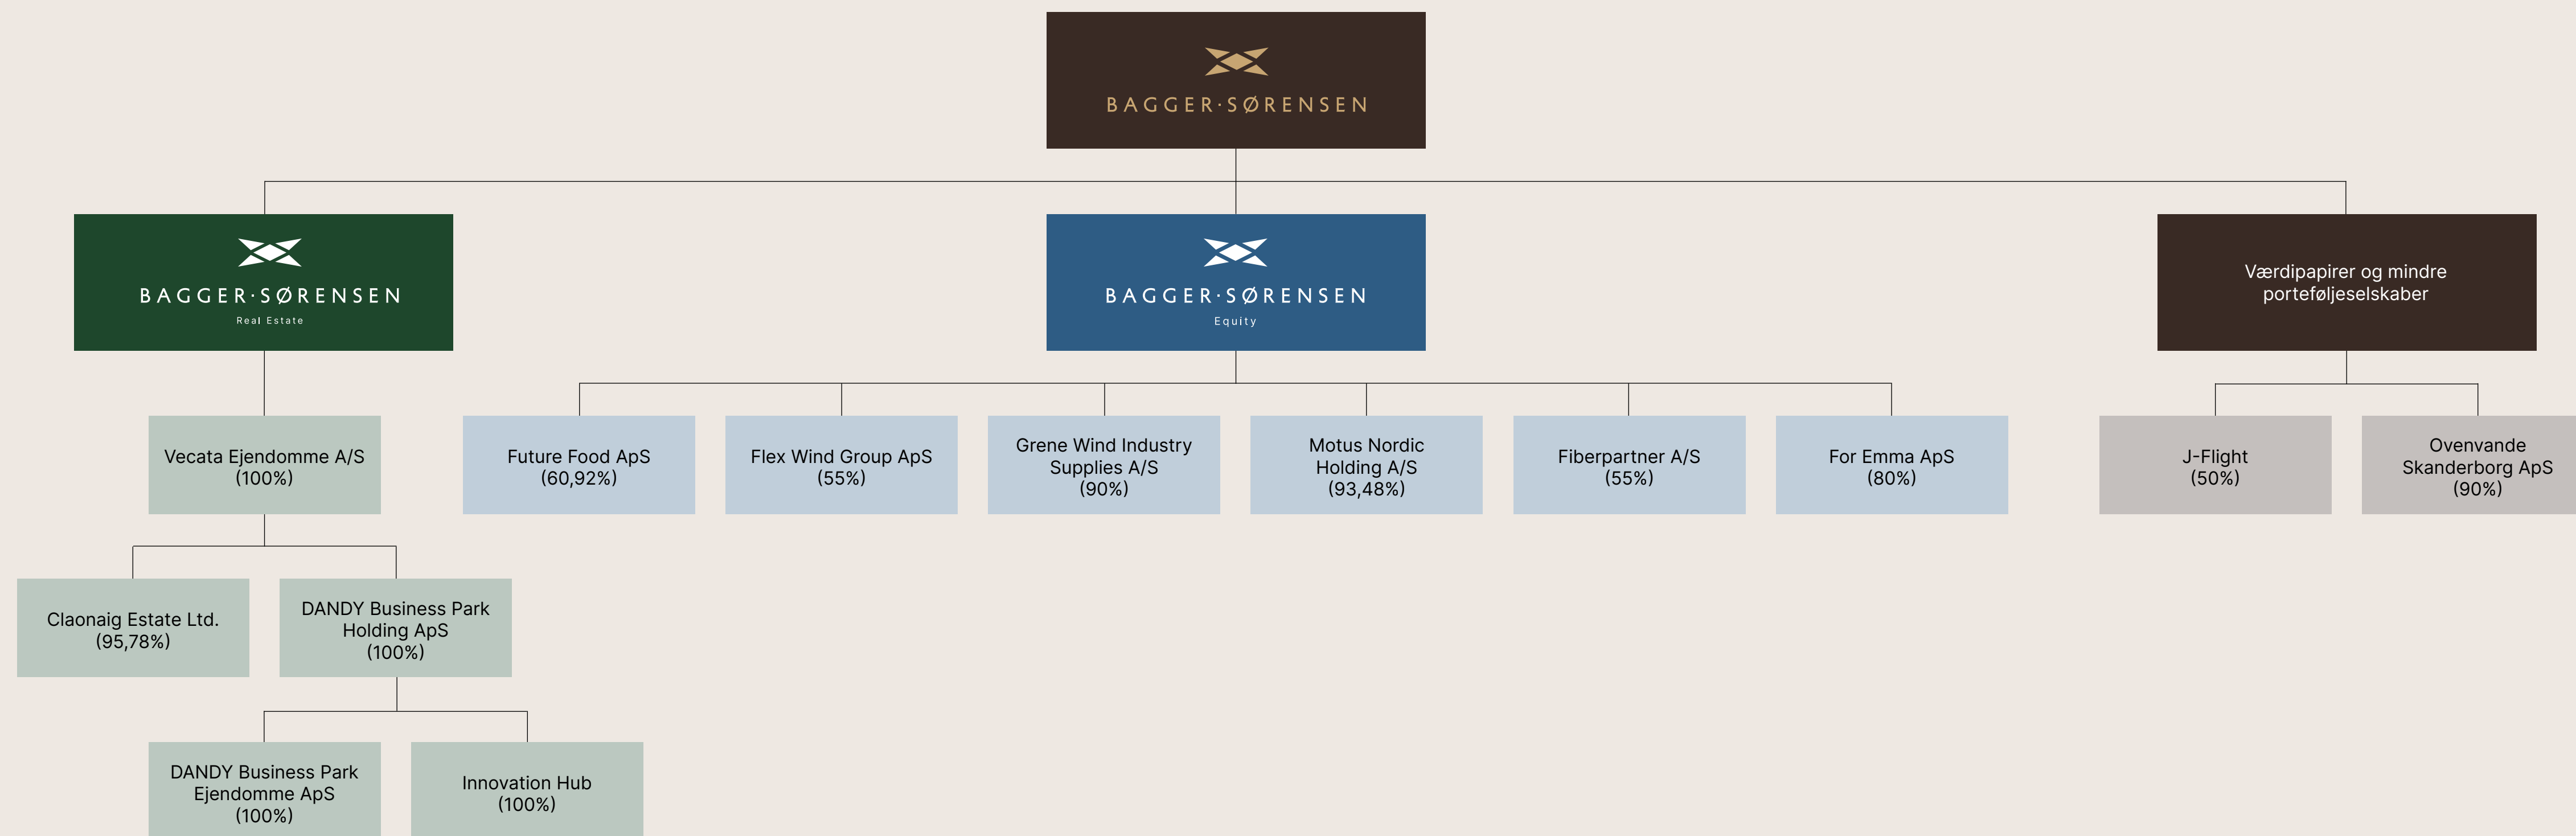 BAGGER·SØRENSEN
BAGGER·SØRENSEN
Real Estate
BAGGER·SØRENSEN
Equity
Værdipapirer og mindre
porteføljeselskaber
Vecata Ejendomme A/S
(100%)
Future Food ApS
(60,92%)
Flex Wind Group ApS
(55%)
Grene Wind Industry
Supplies A/S
(90%)
Motus Nordic
Holding A/S
(93,48%)
Fiberpartner A/S
(55%)
For Emma ApS
(80%)
J-Flight
(50%)
Ovenvande
Skanderborg ApS
(90%)
Claonaig Estate Ltd.
(95,78%)
DANDY Business Park
Holding ApS
(100%)
DANDY Business Park
Ejendomme ApS
(100%)
Innovation Hub
(100%)